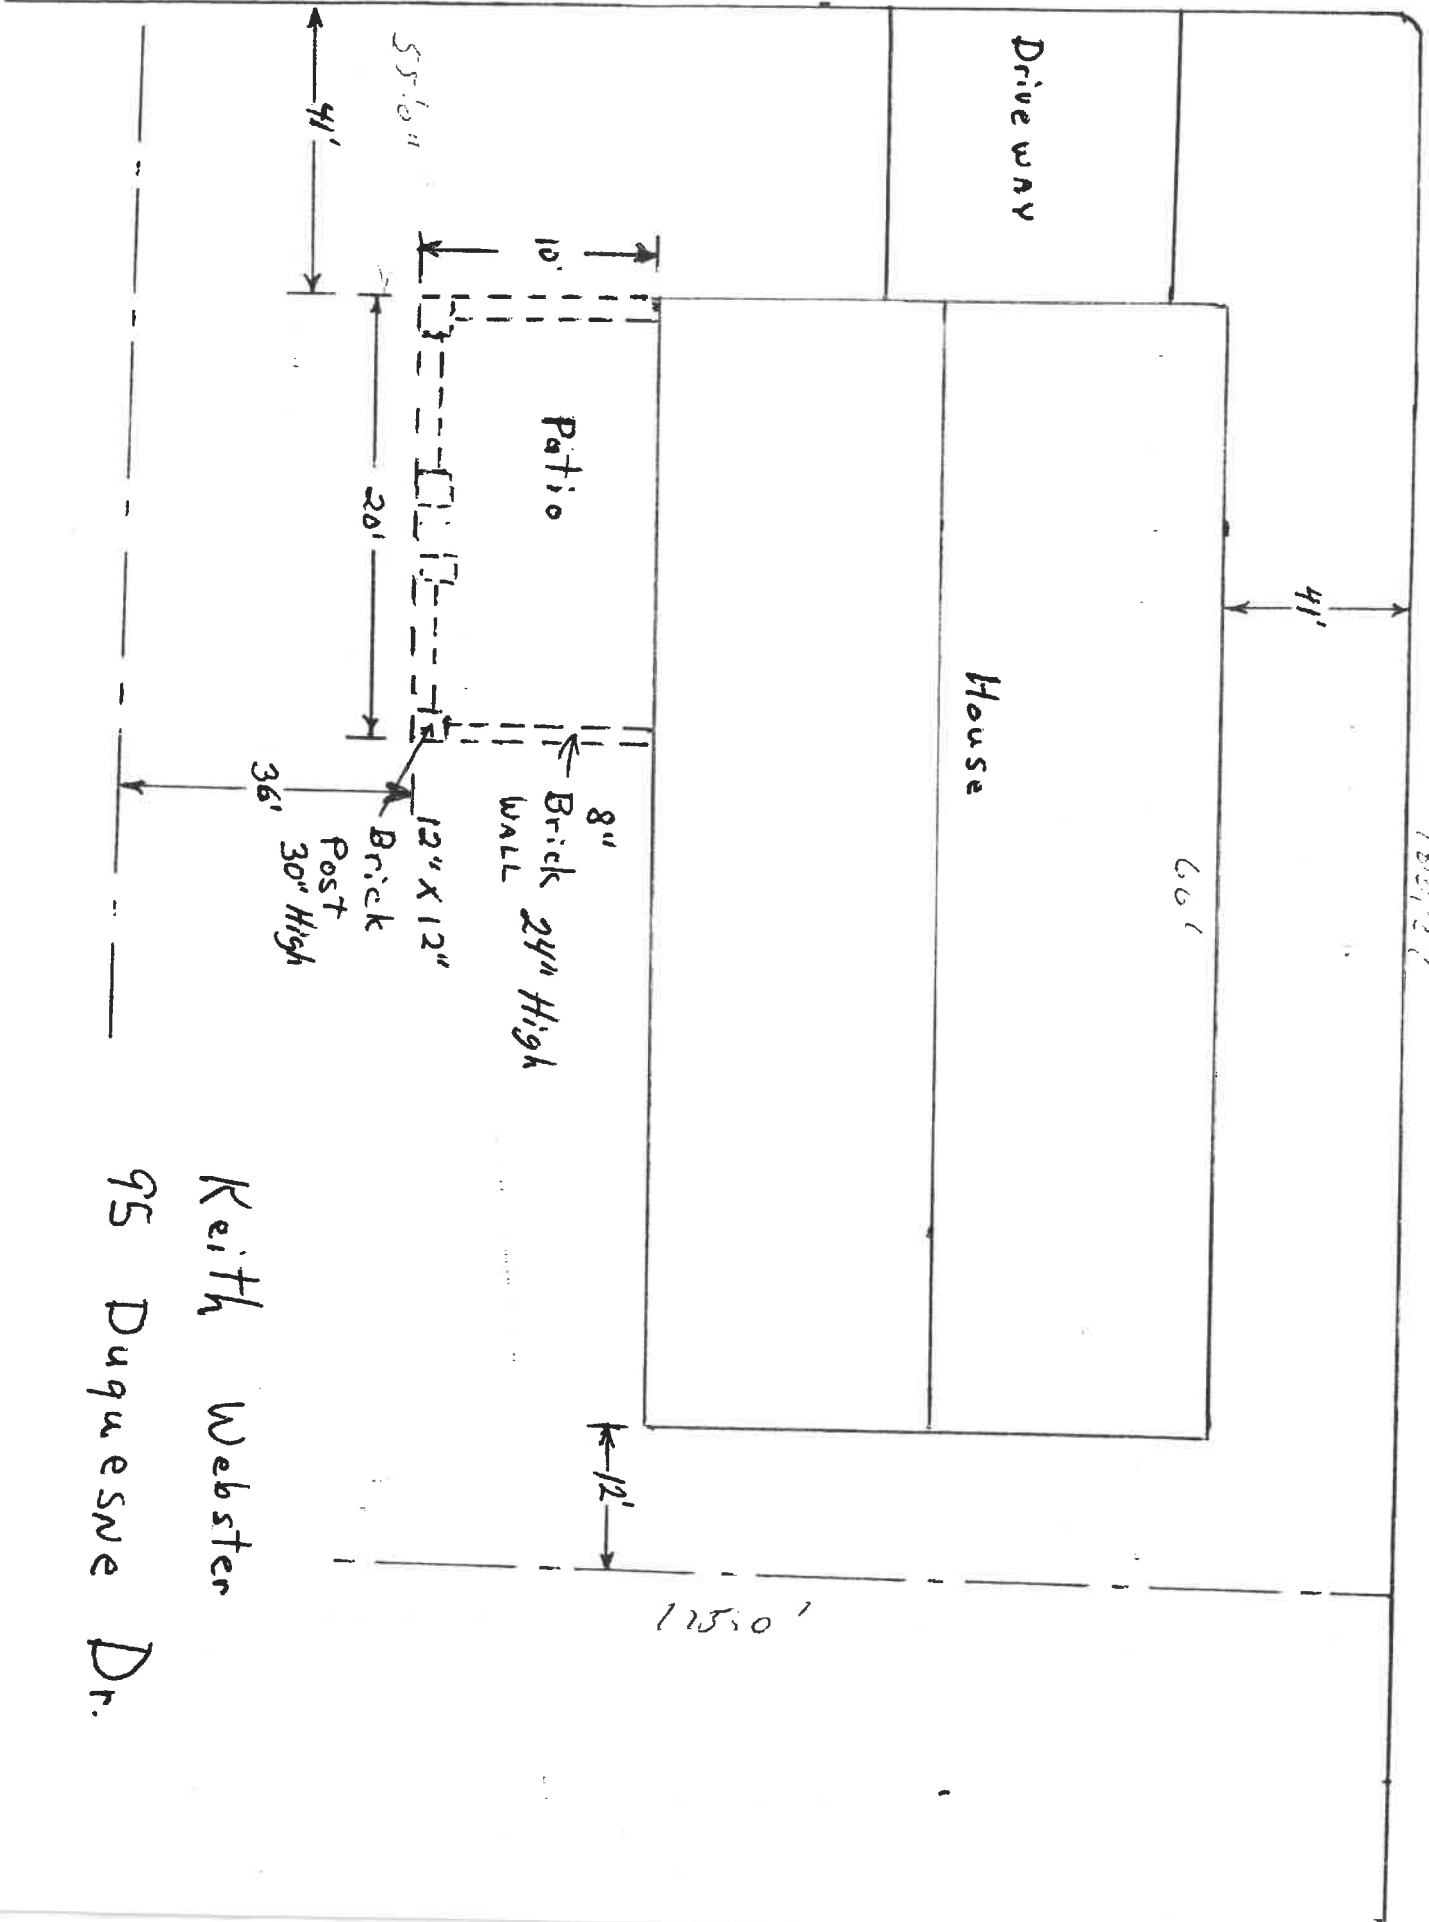 Driveway
41'
House
66'
41'
10'
Patio
20'
8"
Brick 24" High
WALL
12" X 12"
Brick
Post
30" High
36'
12'
Keith Webster
95 Duquesne Dr.